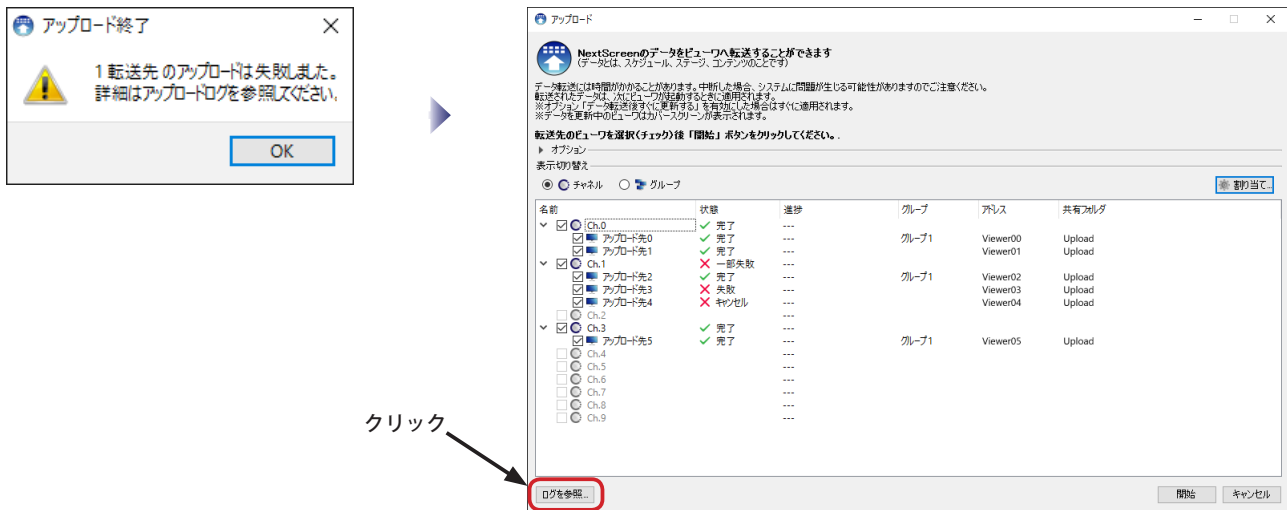 アップロード終了
1 転送先 のアップロードは失敗しました。
詳細はアップロードログを参照してください。
OK
アップロード
NextScreenのデータをビューワへ転送することができます
(データとは、スケジュール、ステージ、コンテンツのことです)
データ転送には時間がかかることがあります。中断した場合、システムに問題が生じる可能性がありますのでご注意ください。
転送されたデータは、次にビューワが起動するときに適用されます。
※オプション「データ転送後すぐに更新する」を有効にした場合はすぐに適用されます。
※データを更新中のビューワはカバースクリーンが表示されます。
転送先のビューワを選択(チェック)後「開始」ボタンをクリックしてください。.
オプション
表示切り替え
チャネル グループ 割り当て...
名前 状態 進捗 グループ アドレス 共有フォルダ
Ch.0 完了 ---
アップロード先0 完了 --- グループ1 Viewer00 Upload
アップロード先1 完了 --- Viewer01 Upload
Ch.1 一部失敗 ---
アップロード先2 完了 --- グループ1 Viewer02 Upload
アップロード先3 失敗 --- Viewer03 Upload
アップロード先4 キャンセル --- Viewer04 Upload
Ch.2 ---
Ch.3 完了 ---
アップロード先5 完了 --- グループ1 Viewer05 Upload
Ch.4 ---
Ch.5 ---
Ch.6 ---
Ch.7 ---
Ch.8 ---
Ch.9 ---
クリック
ログを参照... 開始 キャンセル